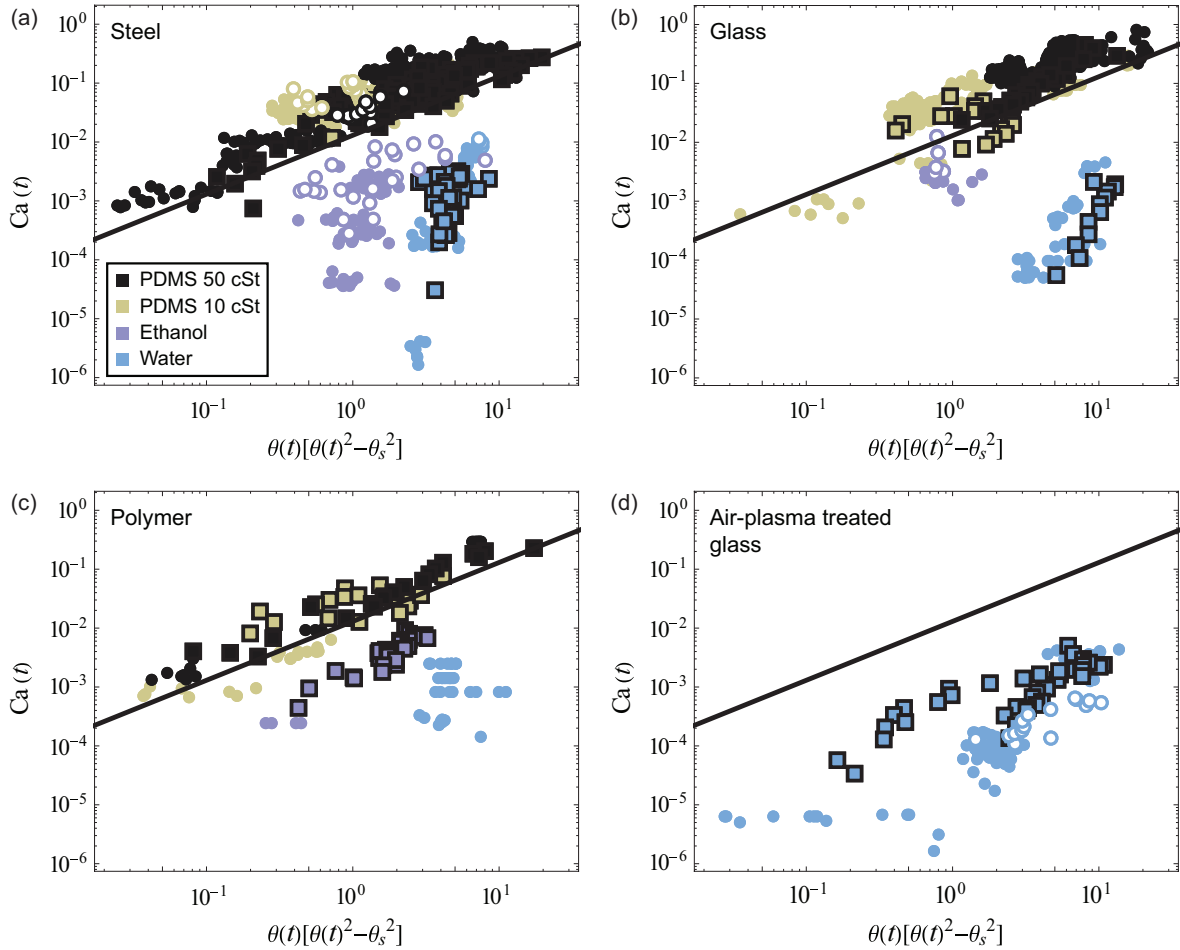 (a)
Steel
10⁰
10⁻¹
10⁻²
10⁻³
10⁻⁴
10⁻⁵
10⁻⁶
Ca (t)
PDMS 50 cSt
PDMS 10 cSt
Ethanol
Water
10⁻¹ 10⁰ 10¹
θ(t)[θ(t)²−θₛ²]
(b)
Glass
10⁰
10⁻¹
10⁻²
10⁻³
10⁻⁴
10⁻⁵
10⁻⁶
Ca (t)
10⁻¹ 10⁰ 10¹
θ(t)[θ(t)²−θₛ²]
(c)
Polymer
10⁰
10⁻¹
10⁻²
10⁻³
10⁻⁴
10⁻⁵
10⁻⁶
Ca (t)
10⁻¹ 10⁰ 10¹
θ(t)[θ(t)²−θₛ²]
(d)
Air-plasma treated
glass
10⁰
10⁻¹
10⁻²
10⁻³
10⁻⁴
10⁻⁵
10⁻⁶
Ca (t)
10⁻¹ 10⁰ 10¹
θ(t)[θ(t)²−θₛ²]